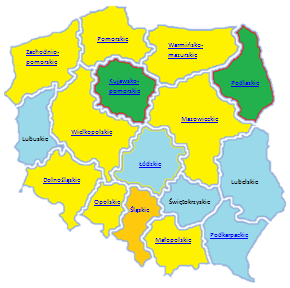 Pomorskie
Zachodnio-
pomorskie
Warmińsko-
mazurskie
Kujawsko-
pomorskie
Podlaskie
Mazowieckie
Wielkopolskie
Lubuskie
Łódzkie
Dolnośląskie
Lubelskie
Opolskie
Śląskie
Świętokrzyskie
Małopolskie
Podkarpackie